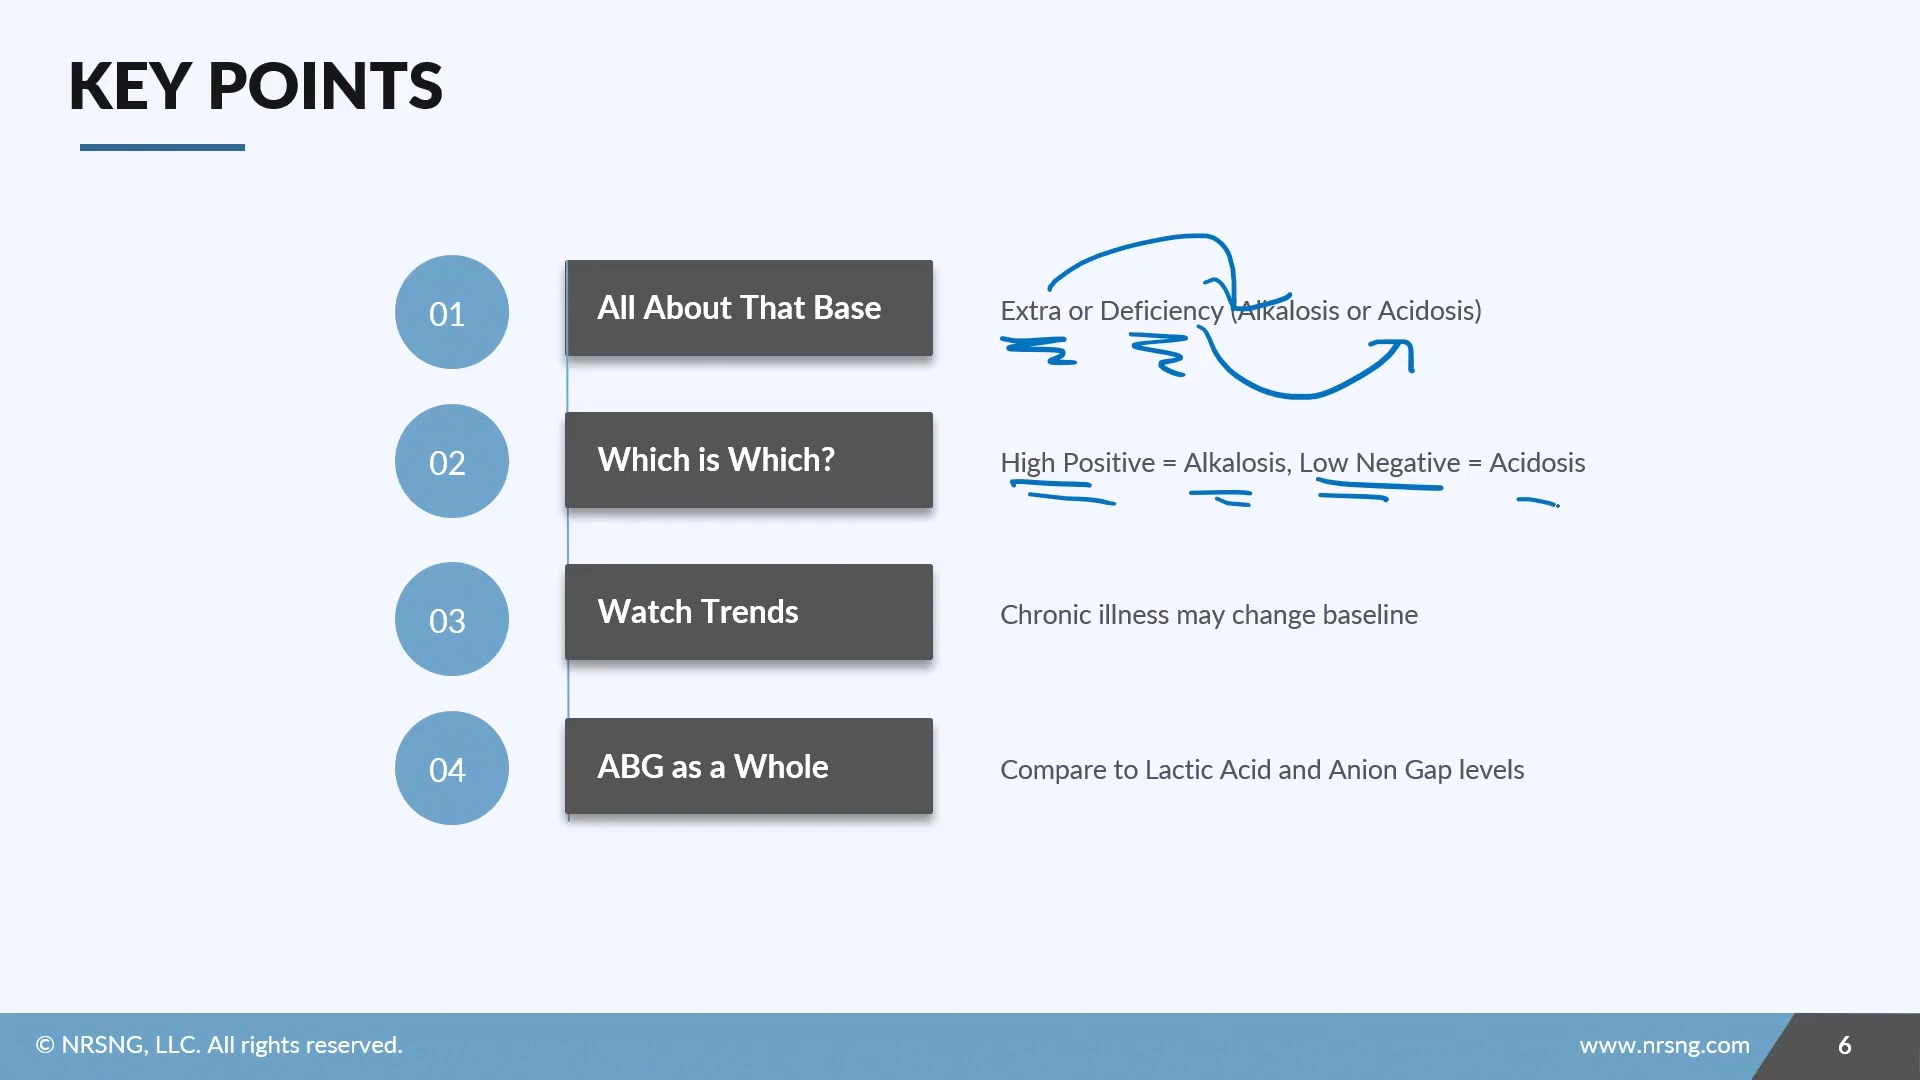 KEY POINTS
01
All About That Base
Extra or Deficiency (Alkalosis or Acidosis)
02
Which is Which?
High Positive = Alkalosis, Low Negative = Acidosis
03
Watch Trends
Chronic illness may change baseline
04
ABG as a Whole
Compare to Lactic Acid and Anion Gap levels
© NRSNG, LLC. All rights reserved.
www.nrsng.com
6